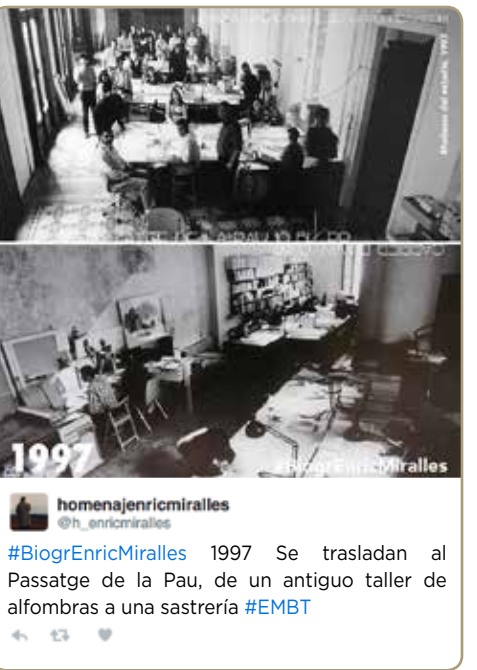 1997
#BiogrEnricMiralles
homenajenricmiralles
@h_enricmiralles
#BiogrEnricMiralles 1997 Se trasladan al
Passatge de la Pau, de un antiguo taller de
alfombras a una sastrería #EMBT